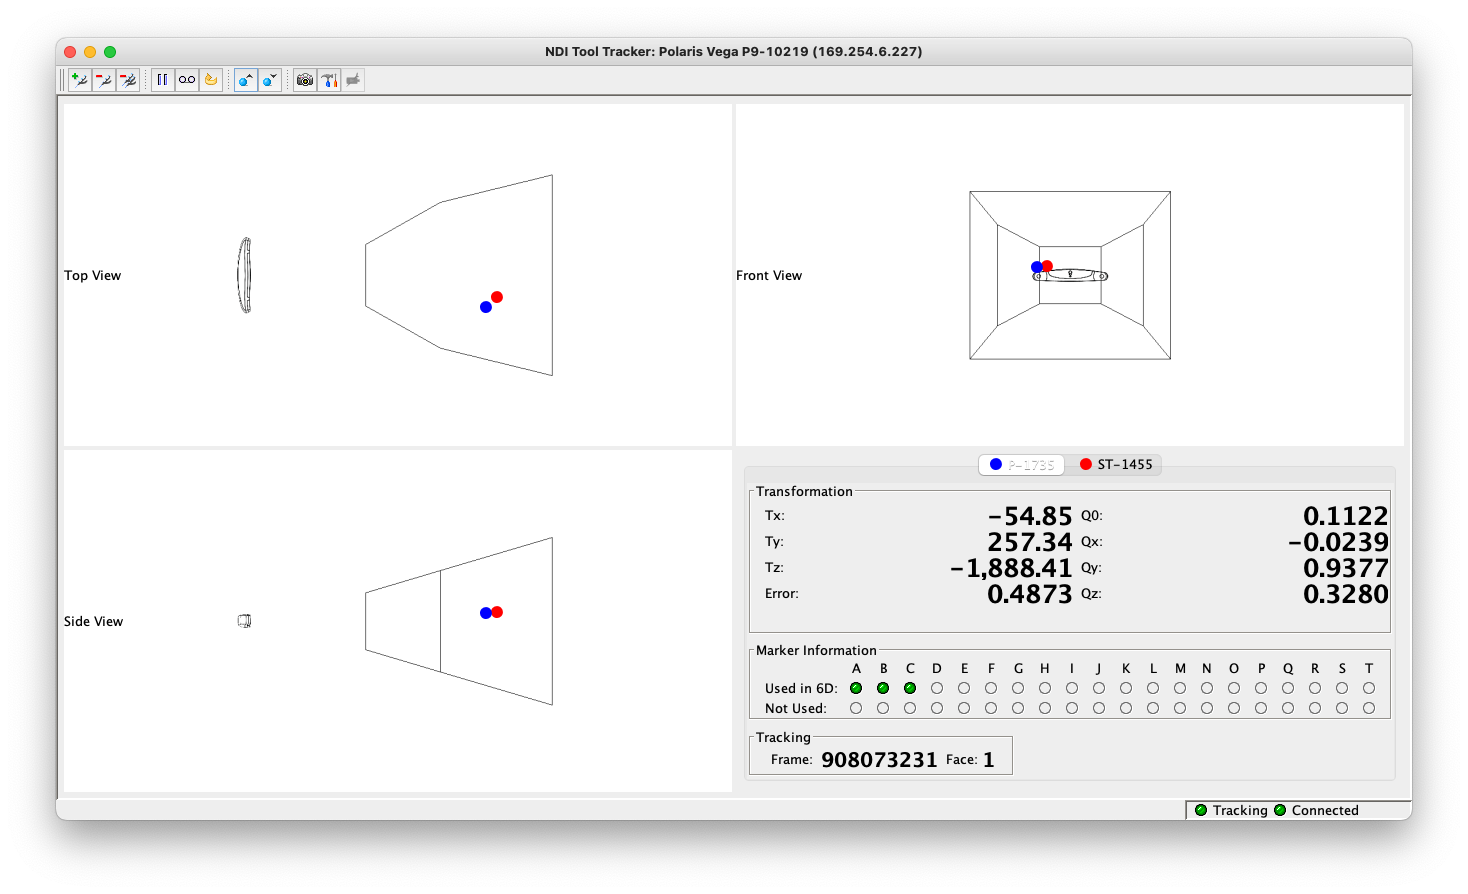 NDI Tool Tracker: Polaris Vega P9-10219 (169.254.6.227)
Top View
Front View
Side View
P-1735 ST-1455
Transformation
Tx: -54.85 Q0: 0.1122
Ty: 257.34 Qx: -0.0239
Tz: -1,888.41 Qy: 0.9377
Error: 0.4873 Qz: 0.3280
Marker Information
A B C D E F G H I J K L M N O P Q R S T
Used in 6D:
Not Used:
Tracking
Frame: 908073231 Face: 1
Tracking Connected